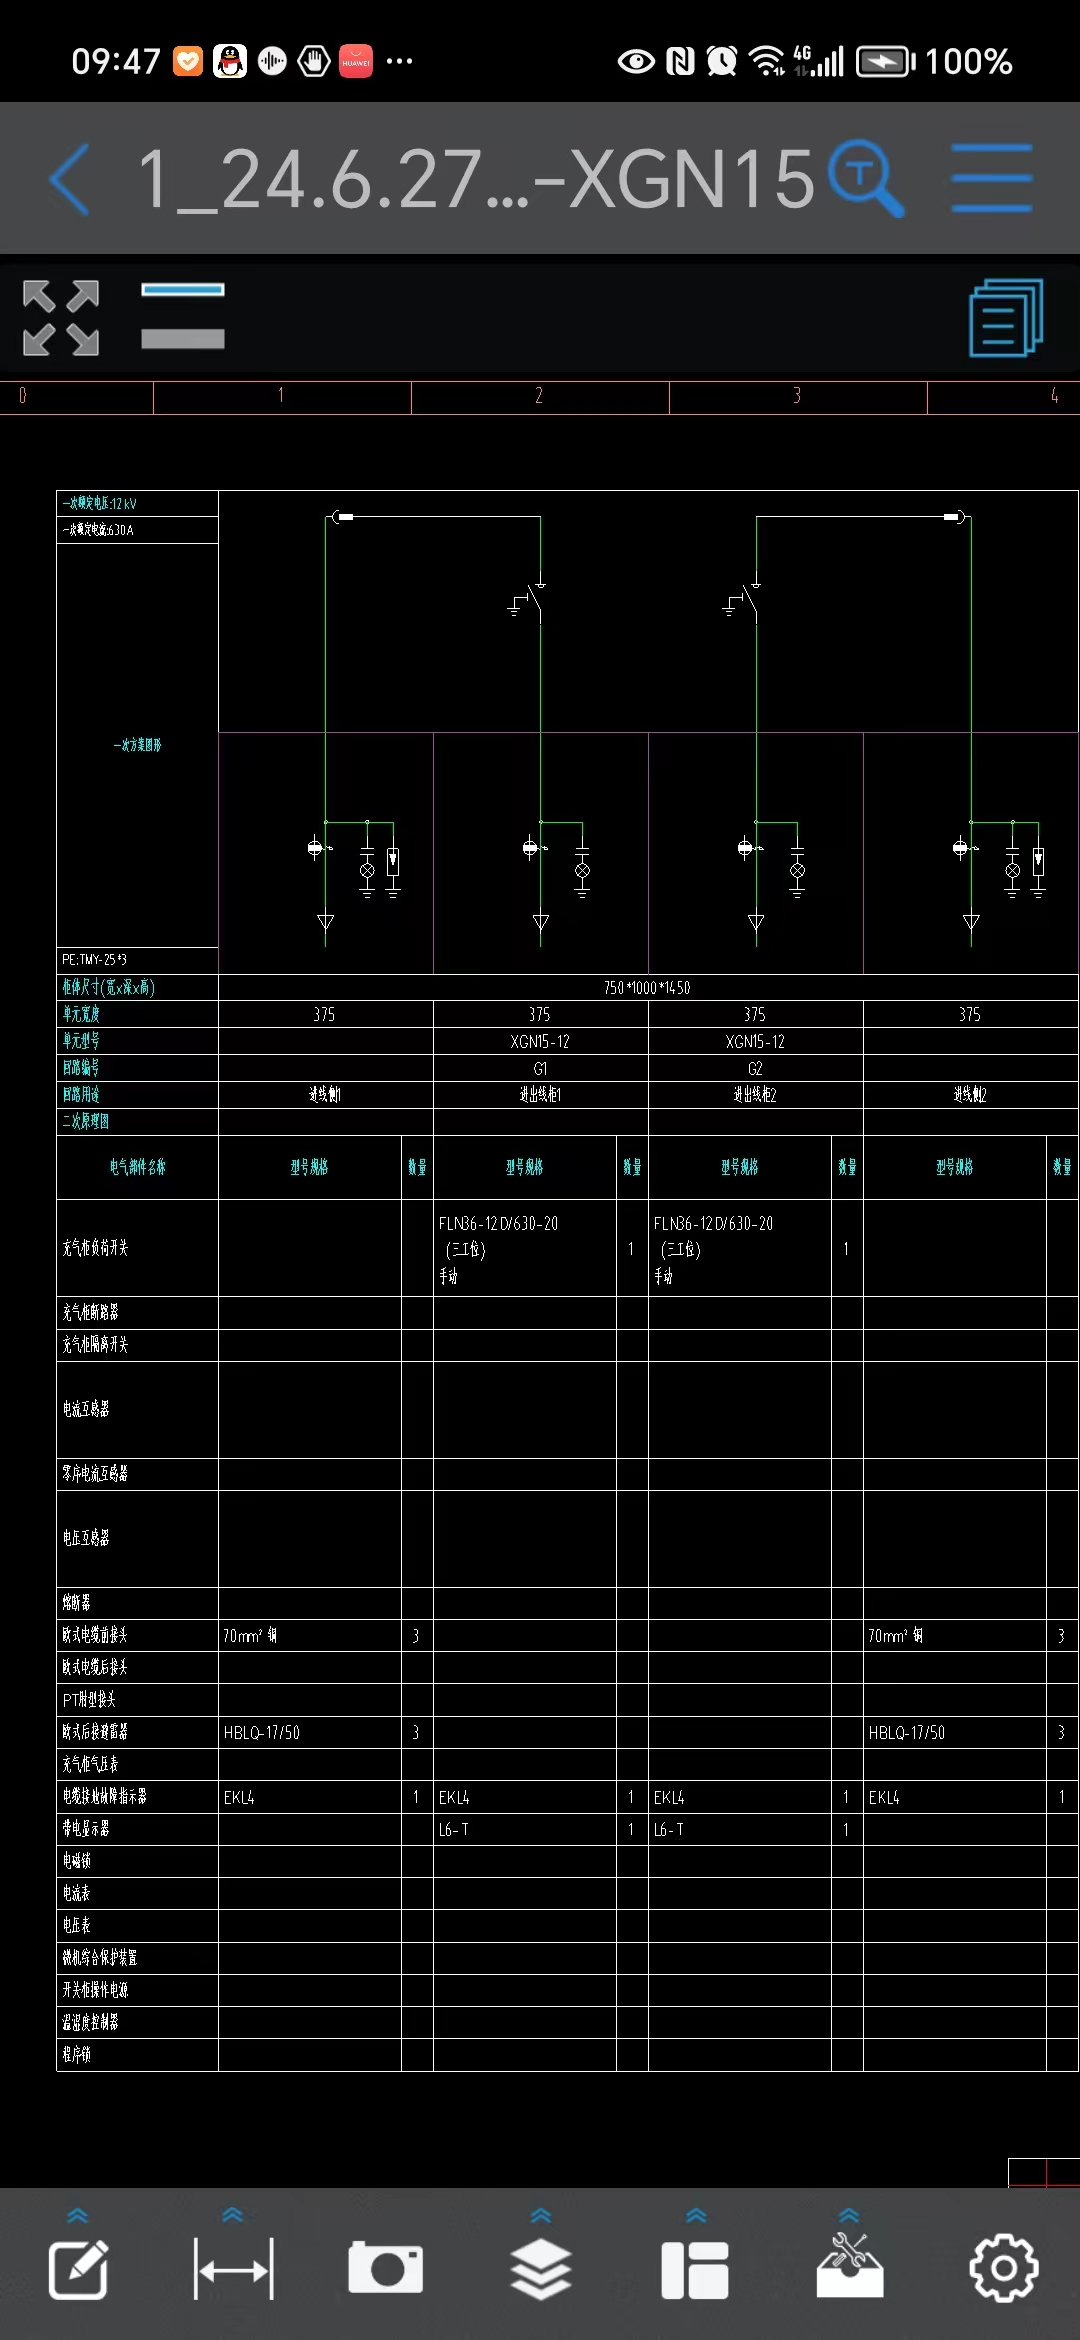 09:47
HUAWEI
4G
100%
1_24.6.27...-XGN15
T
0 1 2 3 4
一次额定电压:12kV
一次额定电流:630A
一次方案图形
PE:TMY-25*3
柜体尺寸(宽x深x高) 750*1000*1450
单元宽度 375 375 375 375
单元型号 XGN15-12 XGN15-12
回路编号 G1 G2
回路用途 进线侧1 进出线柜1 进出线柜2 进线侧2
二次原理图
电气部件名称 型号规格 数量 型号规格 数量 型号规格 数量 型号规格 数量
充气柜负荷开关 FLN36-12D/630-20 (三工位) 手动 1 FLN36-12D/630-20 (三工位) 手动 1
充气柜断路器
充气柜隔离开关
电流互感器
零序电流互感器
电压互感器
熔断器
欧式电缆前接头 70mm² 铜 3 70mm² 铜 3
欧式电缆后接头
PT肘型接头
欧式后接避雷器 HBLQ-17/50 3 HBLQ-17/50 3
充气柜气压表
电缆接地故障指示器 EKL4 1 EKL4 1 EKL4 1 EKL4 1
带电显示器 L6-T 1 L6-T 1
电磁锁
电流表
电压表
微机综合保护装置
开关柜操作电源
温湿度控制器
程序锁